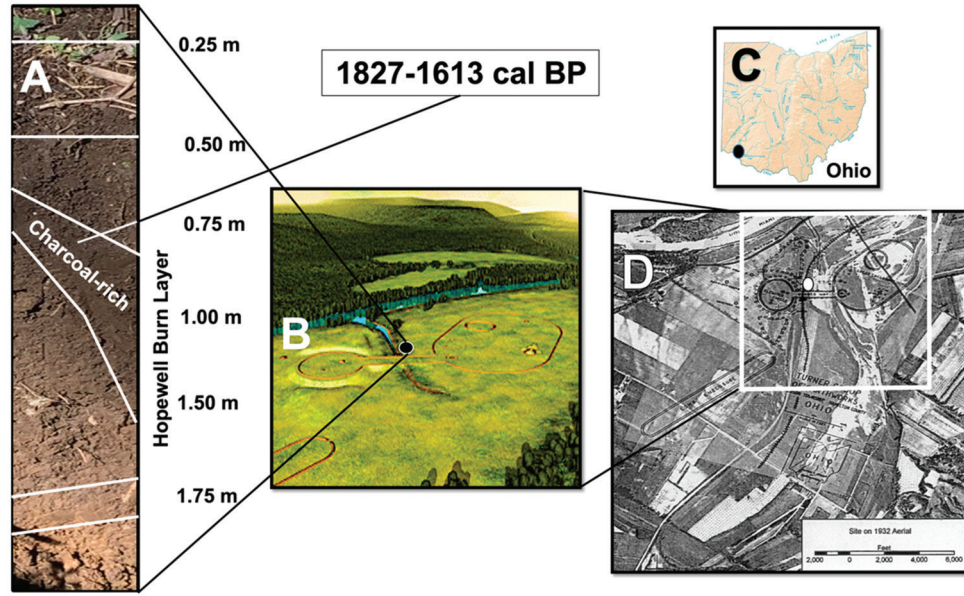 A
0.25 m
0.50 m
0.75 m
1.00 m
1.50 m
1.75 m
Charcoal-rich
Hopewell Burn Layer
1827-1613 cal BP
B
C
Ohio
D
TURNER
OHIO
Site on 1932 Aerial
Feet
2,000 0 2,000 4,000 6,000